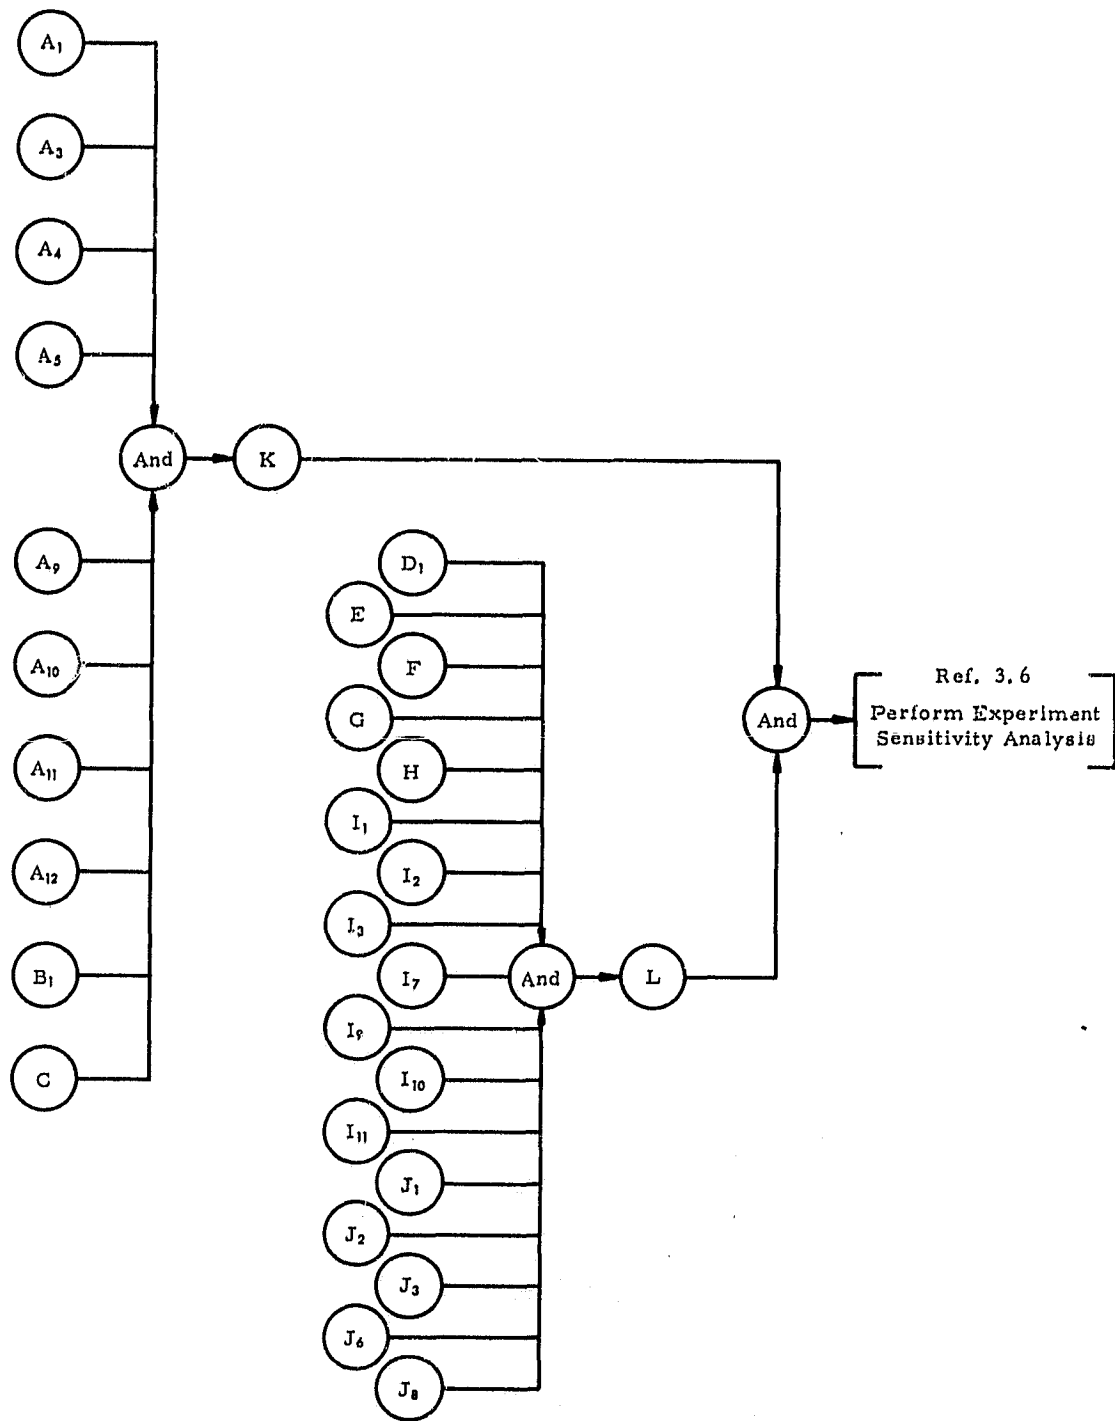 A₁
A₃
A₄
A₅
And
K
A₉
A₁₀
A₁₁
A₁₂
B₁
C
D₁
E
F
G
H
I₁
I₂
I₃
I₇
I₉
I₁₀
I₁₁
J₁
J₂
J₃
J₆
J₈
And
L
And
Ref. 3.6
Perform Experiment
Sensitivity Analysis